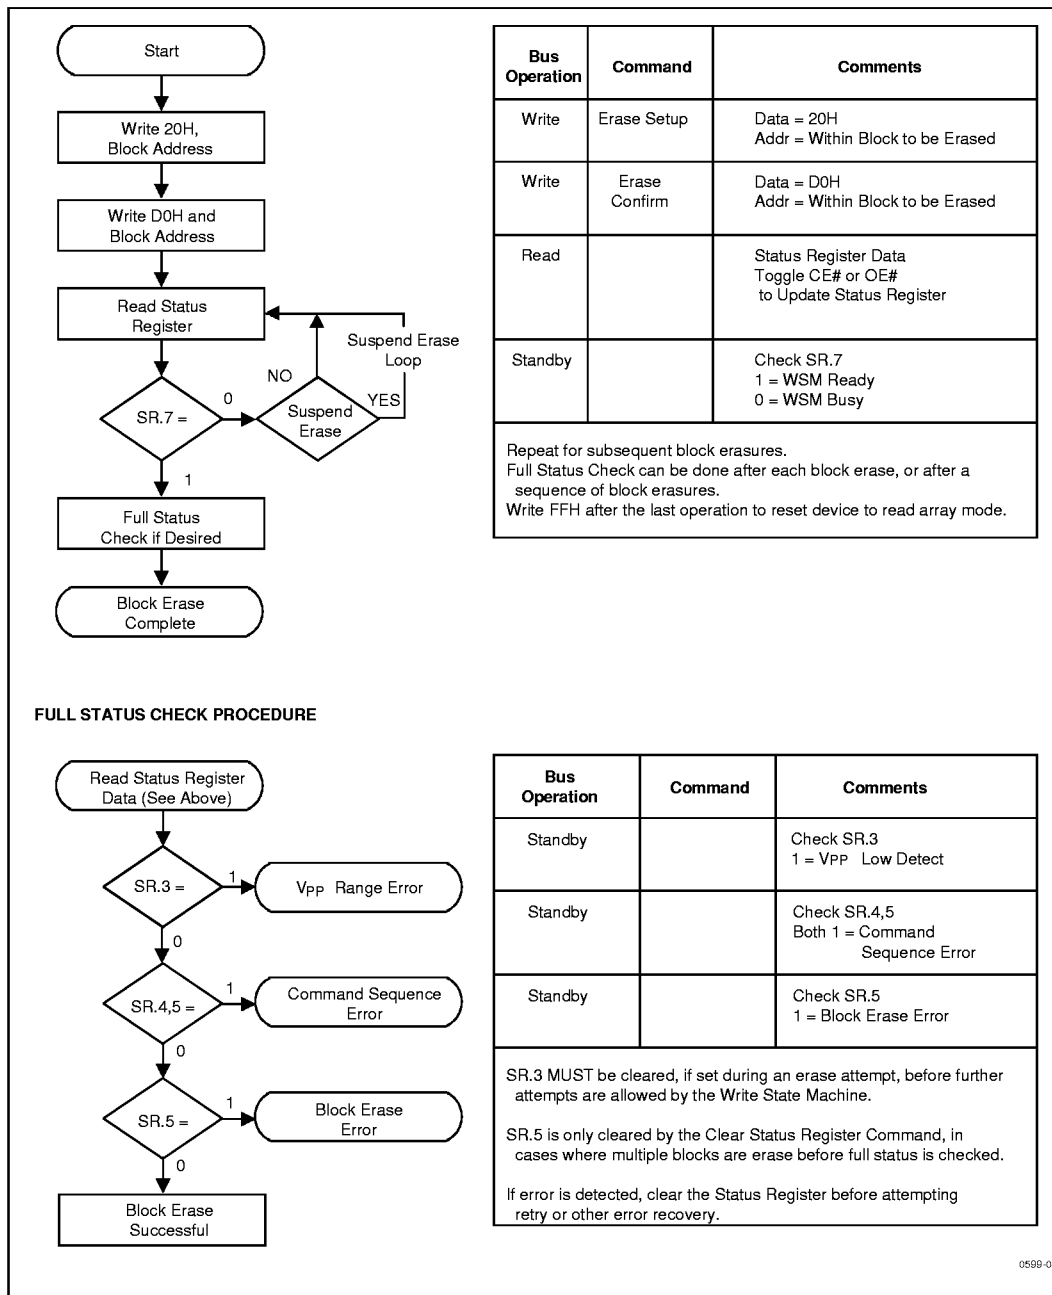 Start
Write 20H,
Block Address
Write D0H and
Block Address
Read Status
Register
Suspend Erase
Loop
NO
YES
SR.7 =
0
Suspend
Erase
1
Full Status
Check if Desired
Block Erase
Complete
Bus
Operation
Command
Comments
Write
Erase Setup
Data = 20H
Addr = Within Block to be Erased
Write
Erase
Confirm
Data = D0H
Addr = Within Block to be Erased
Read
Status Register Data
Toggle CE# or OE#
to Update Status Register
Standby
Check SR.7
1 = WSM Ready
0 = WSM Busy
Repeat for subsequent block erasures.
Full Status Check can be done after each block erase, or after a
sequence of block erasures.
Write FFH after the last operation to reset device to read array mode.
FULL STATUS CHECK PROCEDURE
Read Status Register
Data (See Above)
SR.3 =
1
VPP Range Error
0
SR.4,5 =
1
Command Sequence
Error
0
SR.5 =
1
Block Erase
Error
0
Block Erase
Successful
Bus
Operation
Command
Comments
Standby
Check SR.3
1 = VPP Low Detect
Standby
Check SR.4,5
Both 1 = Command
Sequence Error
Standby
Check SR.5
1 = Block Erase Error
SR.3 MUST be cleared, if set during an erase attempt, before further
attempts are allowed by the Write State Machine.
SR.5 is only cleared by the Clear Status Register Command, in
cases where multiple blocks are erase before full status is checked.
If error is detected, clear the Status Register before attempting
retry or other error recovery.
0599-0